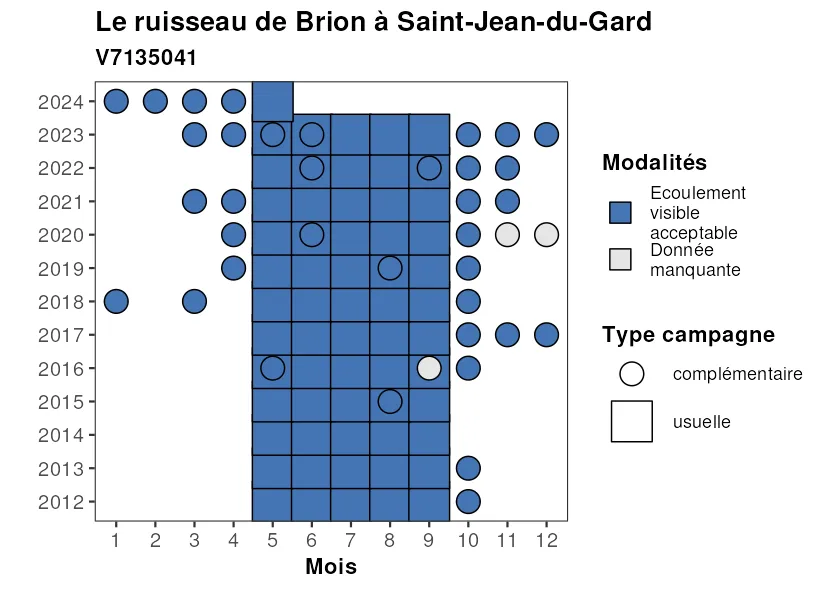 Le ruisseau de Brion à Saint-Jean-du-Gard
V7135041
2024
2023
2022
2021
2020
2019
2018
2017
2016
2015
2014
2013
2012
1 2 3 4 5 6 7 8 9 10 11 12
Mois
Modalités
Ecoulement
visible
acceptable
Donnée
manquante
Type campagne
complémentaire
usuelle